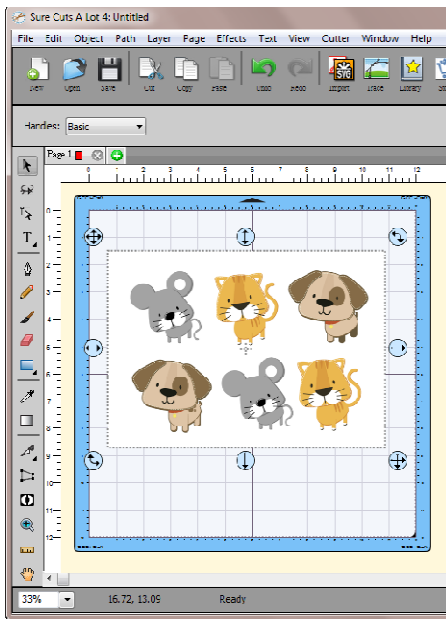 Sure Cuts A Lot 4: Untitled
File Edit Object Path Layer Page Effects Text View Cutter Window Help
New Open Save Cut Copy Paste Undo Redo Import Trace Library
SVG
Handles: Basic
Page 1
0 1 2 3 4 5 6 7 8 9 10 11 12
0
1
2
3
4
5
6
7
8
9
10
11
12
33% 16.72, 13.09 Ready